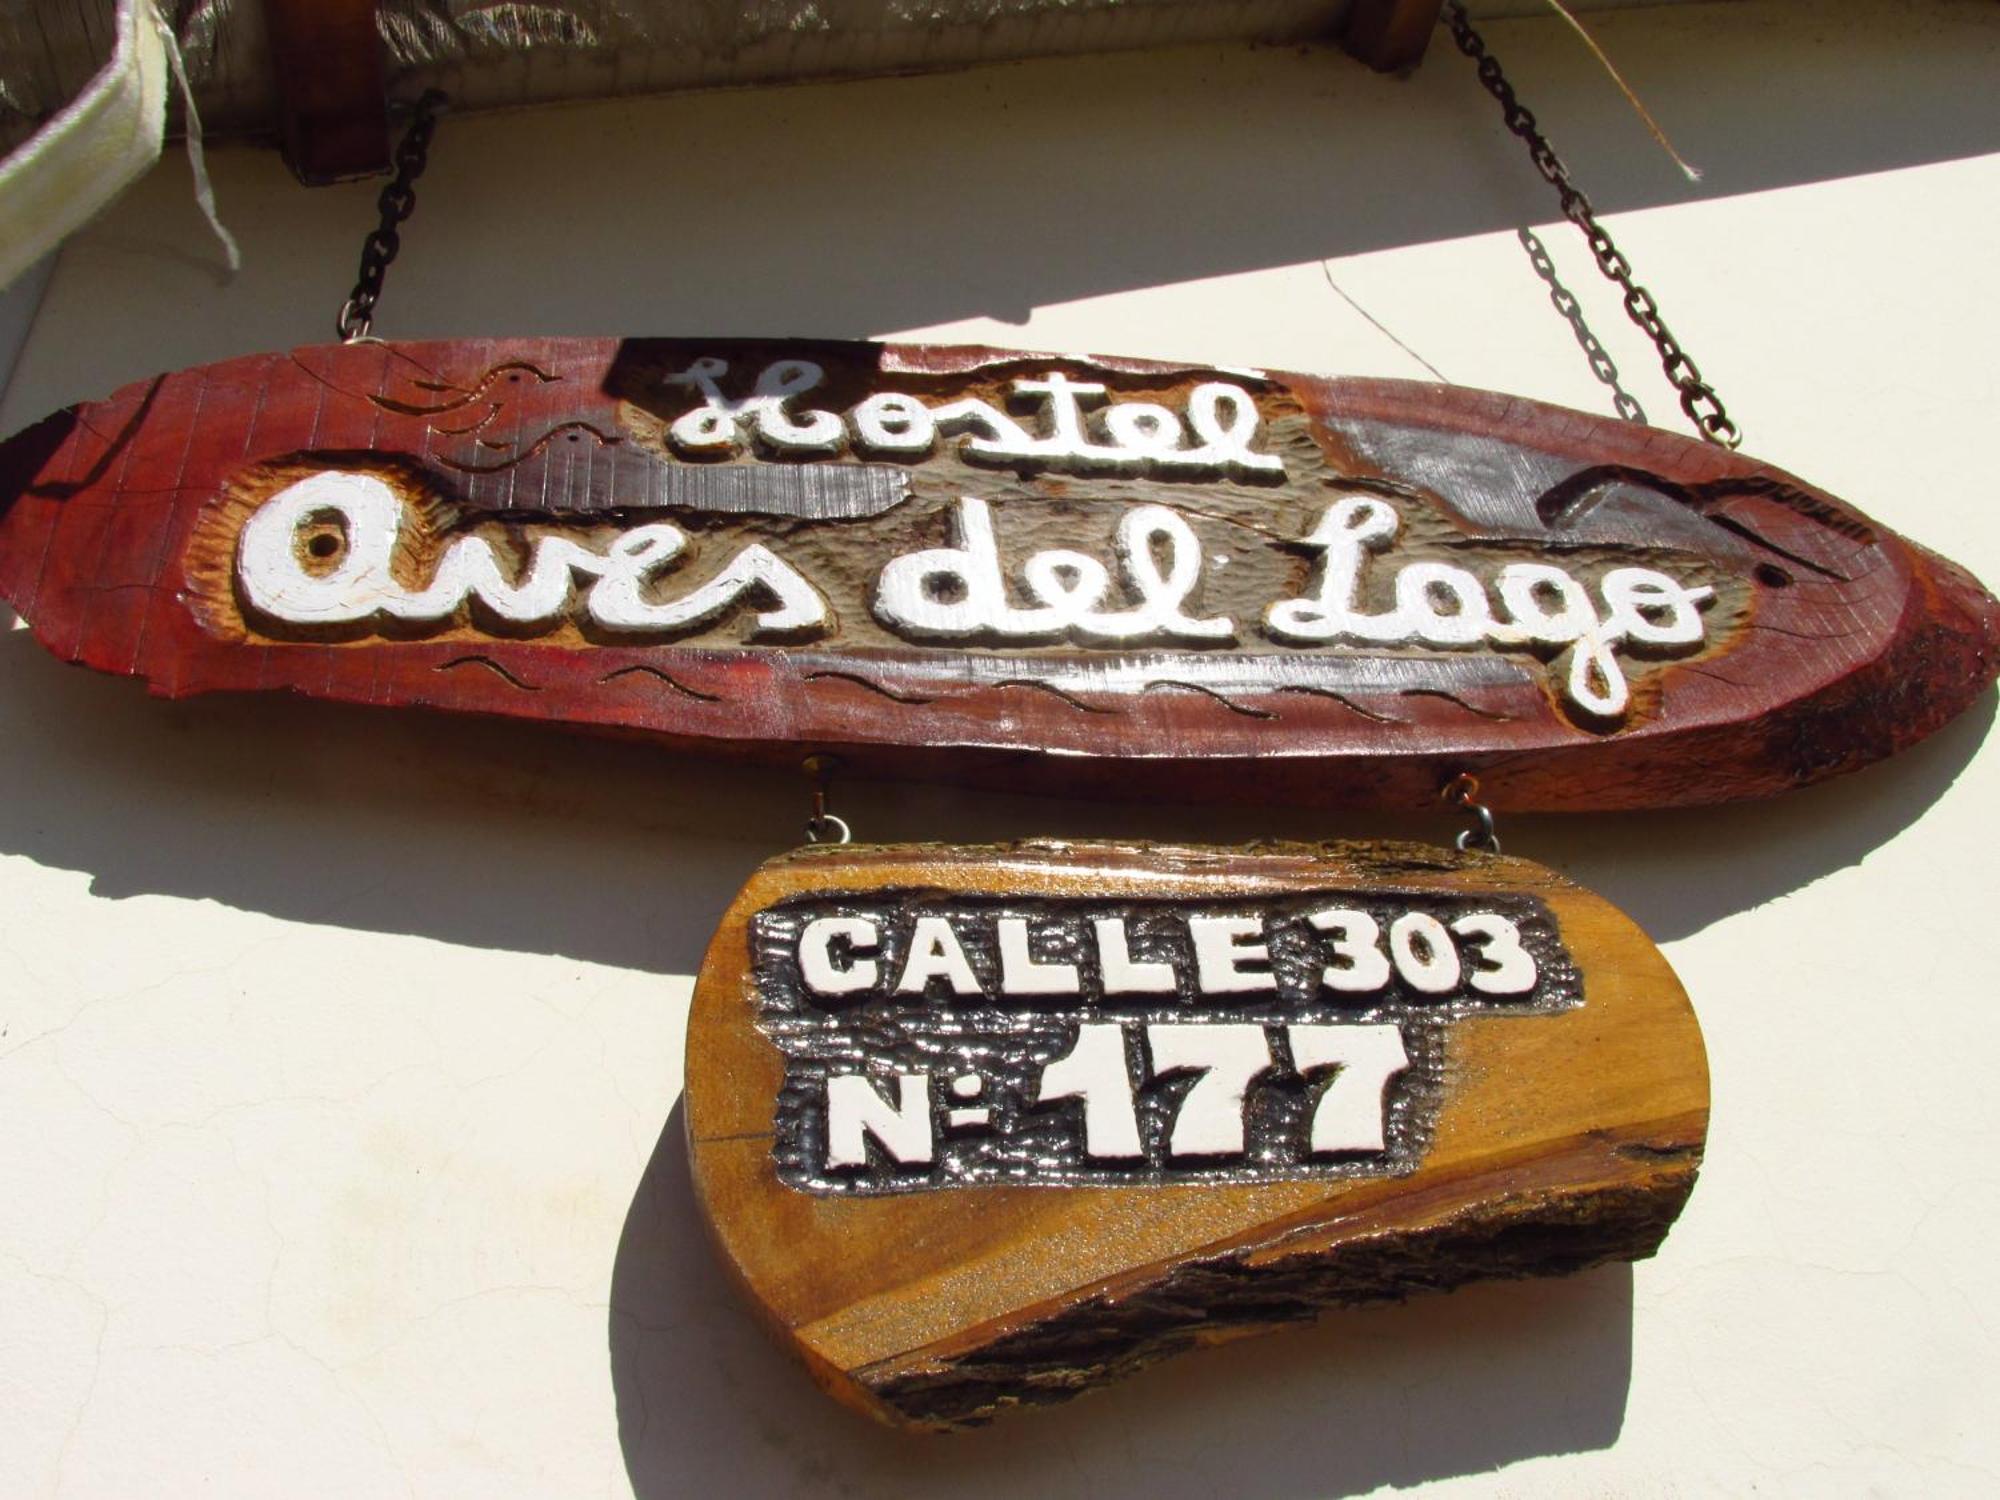 Hostel
Aves del Lago
CALLE 303
Nº 177